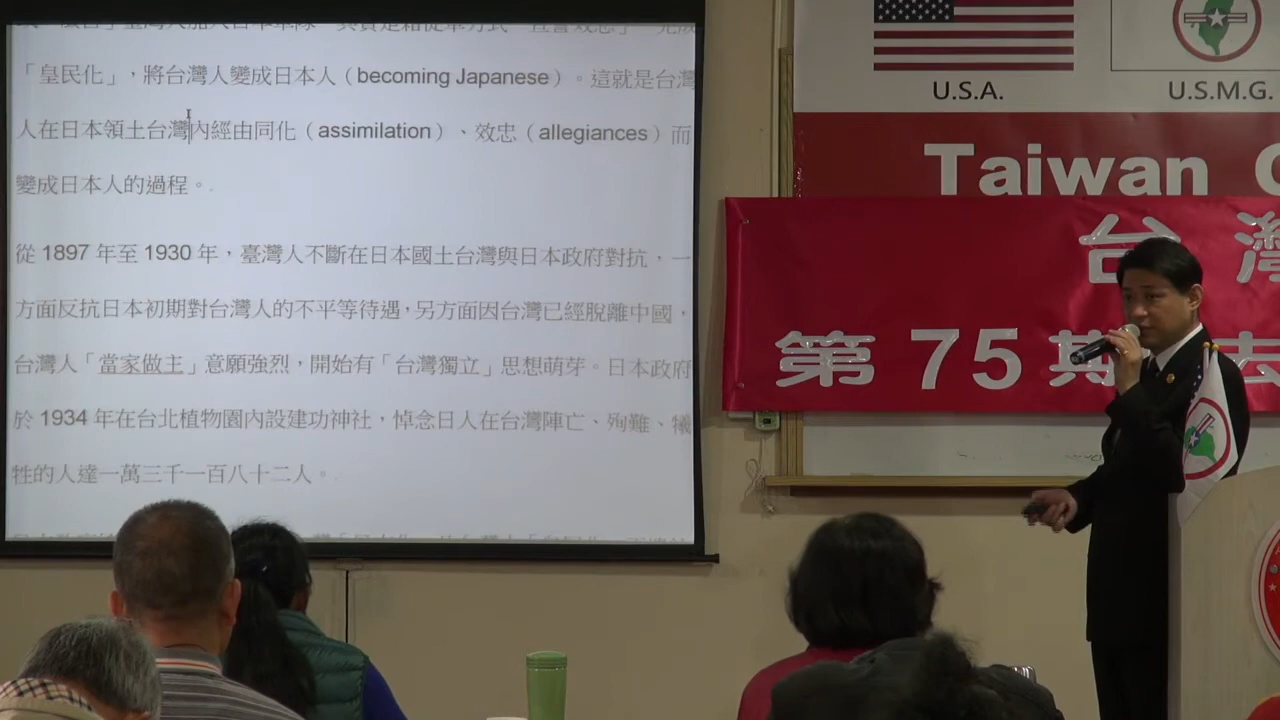 「皇民化」，將台灣人變成日本人（becoming Japanese）。這就是台灣
人在日本領土台灣內經由同化（assimilation）、效忠（allegiances）而
變成日本人的過程。
從 1897 年至 1930 年，臺灣人不斷在日本國土台灣與日本政府對抗，一
方面反抗日本初期對台灣人的不平等待遇，另方面因台灣已經脫離中國，
台灣人「當家做主」意願強烈，開始有「台灣獨立」思想萌芽。日本政府
於 1934 年在台北植物園內設建功神社，悼念日人在台灣陣亡、殉難、犧
牲的人達一萬三千一百八十二人。
U.S.A.
U.S.M.G.
Taiwan
台灣
第 75 期